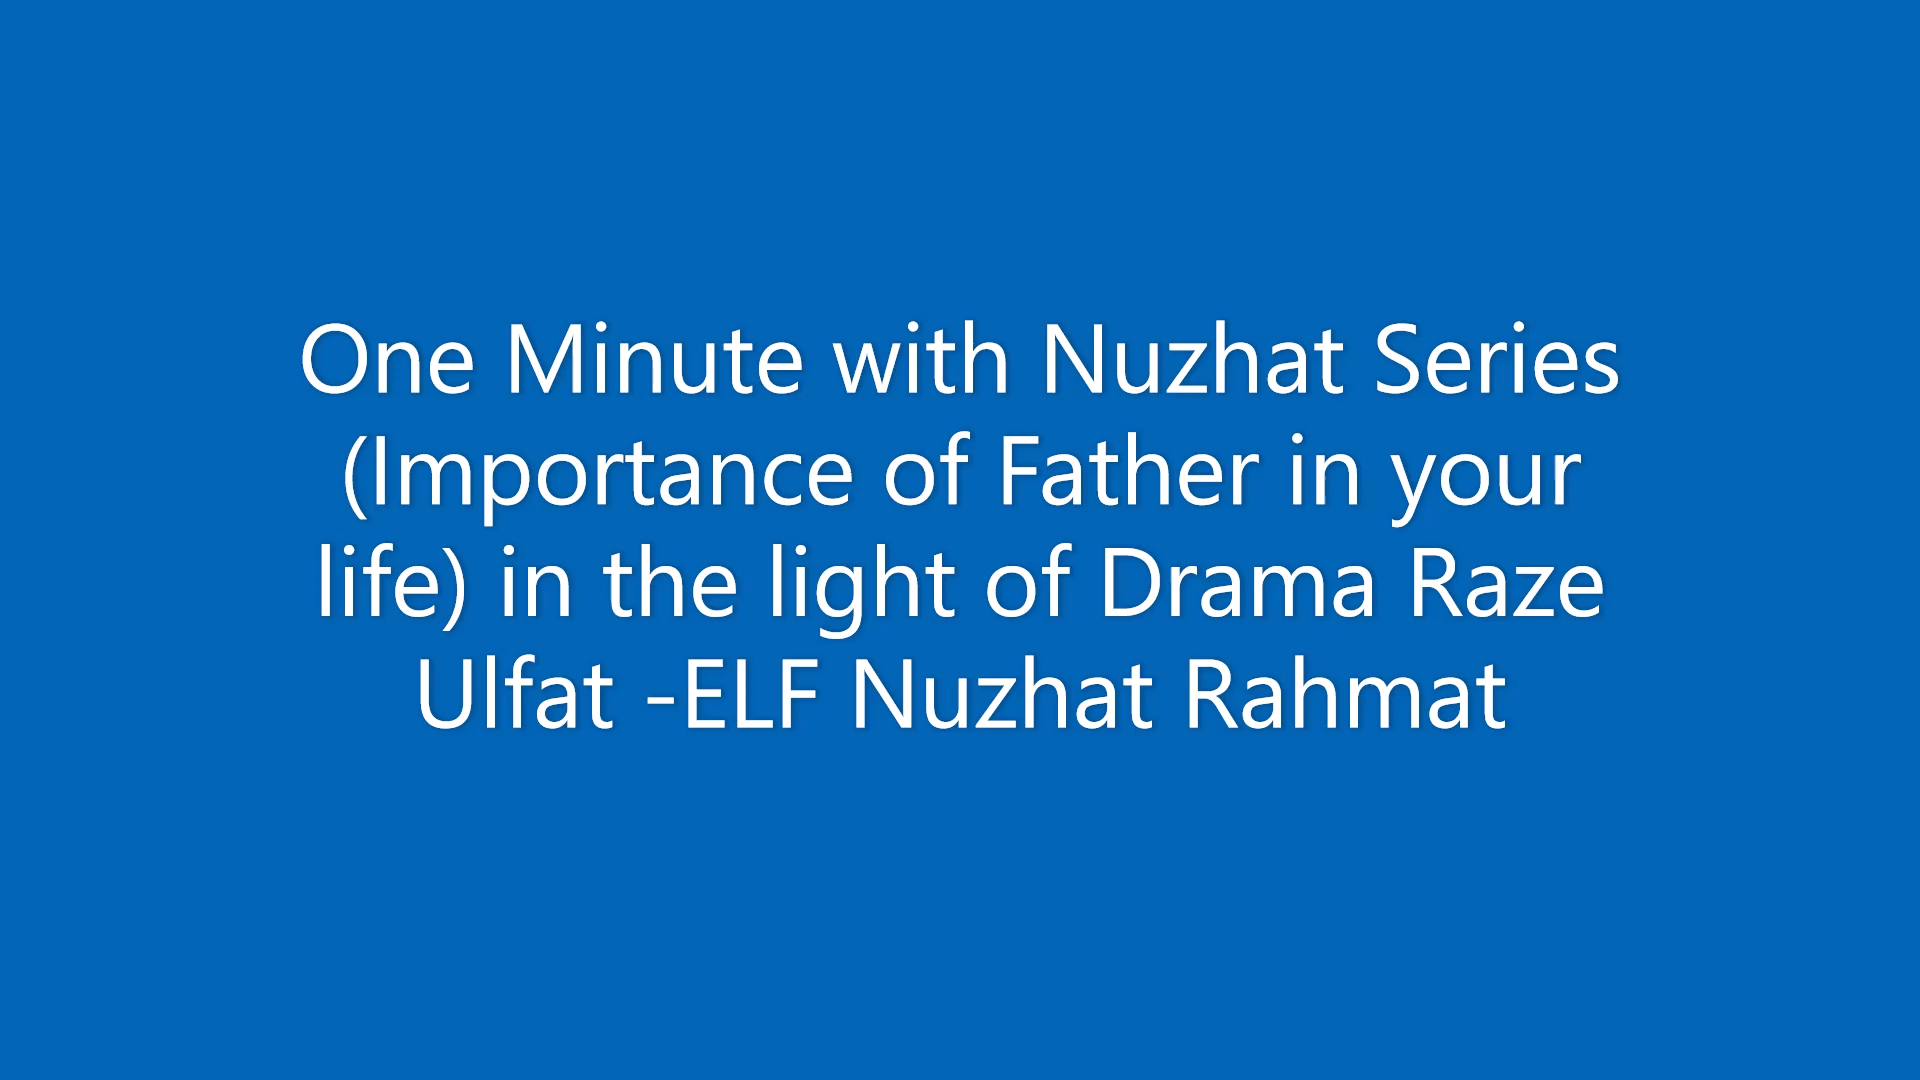 One Minute with Nuzhat Series
(Importance of Father in your
life) in the light of Drama Raze
Ulfat -ELF Nuzhat Rahmat